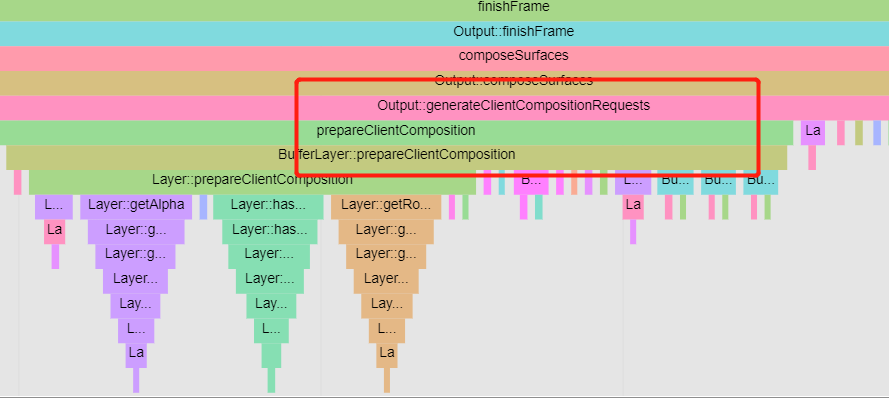 finishFrame
Output::finishFrame
composeSurfaces
Output::composeSurfaces
Output::generateClientCompositionRequests
prepareClientComposition La
BufferLayer::prepareClientComposition
Layer::prepareClientComposition B... L... Bu... Bu... Bu...
L... Layer::getAlpha Layer::has... Layer::getRo... La
La Layer::g... Layer::has... Layer::g...
Layer::g... Layer:... Layer::g...
Layer... Layer:... Layer...
Lay... Lay... Lay...
L... L... L...
La La